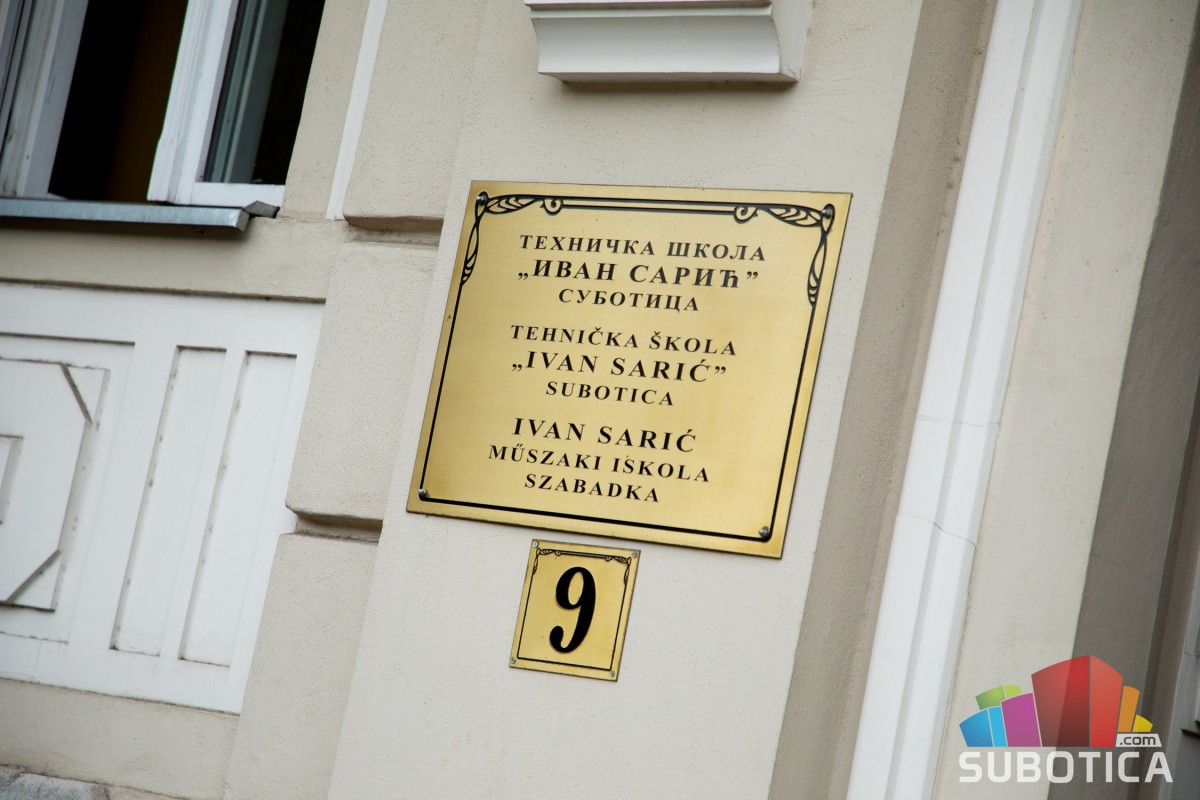 ТЕХНИЧКА ШКОЛА
„ИВАН САРИЋ”
СУБОТИЦА
TEHNIČKA ŠKOLA
„IVAN SARIĆ”
SUBOTICA
IVAN SARIĆ
MŰSZAKI ISKOLA
SZABADKA
9
.com
SUBOTICA